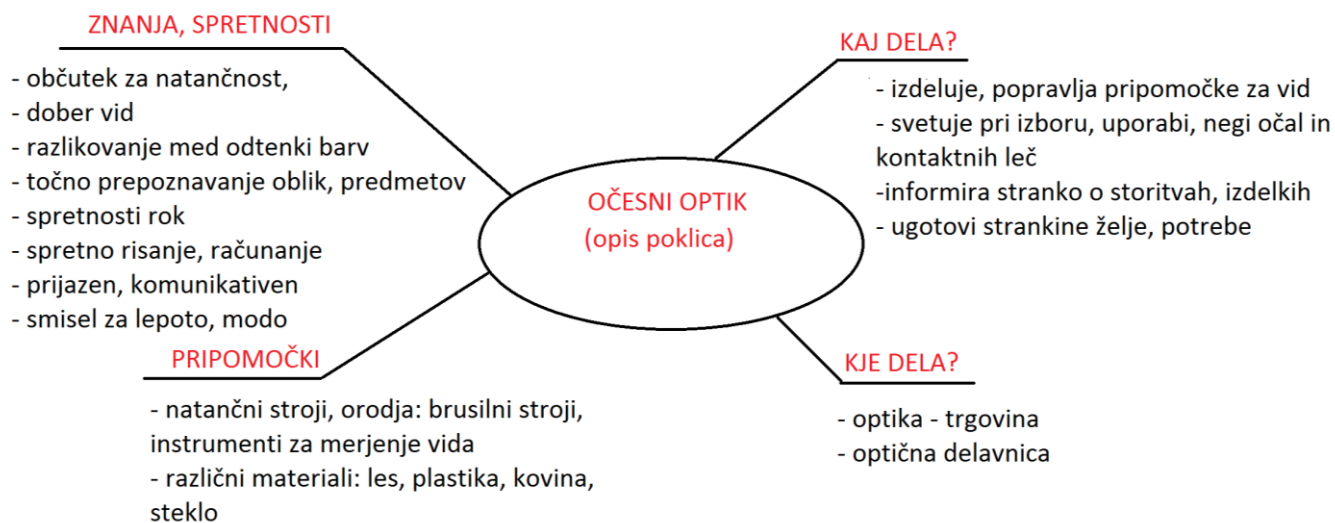 ZNANJA, SPRETNOSTI
- občutek za natančnost,
- dober vid
- razlikovanje med odtenki barv
- točno prepoznavanje oblik, predmetov
- spretnosti rok
- spretno risanje, računanje
- prijazen, komunikativen
- smisel za lepoto, modo
KAJ DELA?
- izdeluje, popravlja pripomočke za vid
- svetuje pri izboru, uporabi, negi očal in
kontaktnih leč
-informira stranko o storitvah, izdelkih
- ugotovi strankine želje, potrebe
OČESNI OPTIK
(opis poklica)
PRIPOMOČKI
- natančni stroji, orodja: brusilni stroji,
instrumenti za merjenje vida
- različni materiali: les, plastika, kovina,
steklo
KJE DELA?
- optika - trgovina
- optična delavnica